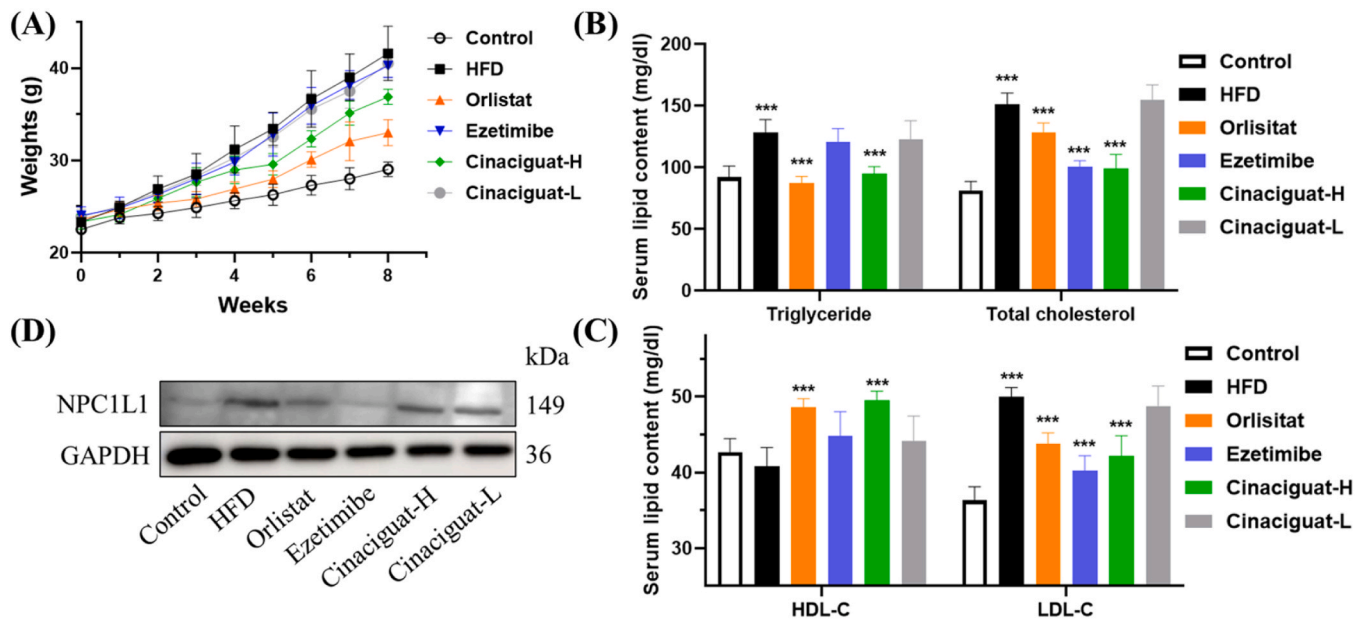 (A)
Weights (g)
40
30
20
0
2
4
6
8
Weeks
Control
HFD
Orlistat
Ezetimibe
Cinaciguat-H
Cinaciguat-L
(B)
Serum lipid content (mg/dl)
200
150
100
50
0
***
***
***
***
***
***
***
Triglyceride
Total cholesterol
Control
HFD
Orlisitat
Ezetimibe
Cinaciguat-H
Cinaciguat-L
(D)
kDa
NPC1L1
149
GAPDH
36
Control
HFD
Orlistat
Ezetimibe
Cinaciguat-H
Cinaciguat-L
(C)
Serum lipid content (mg/dl)
50
40
30
***
***
***
***
***
***
HDL-C
LDL-C
Control
HFD
Orlisitat
Ezetimibe
Cinaciguat-H
Cinaciguat-L